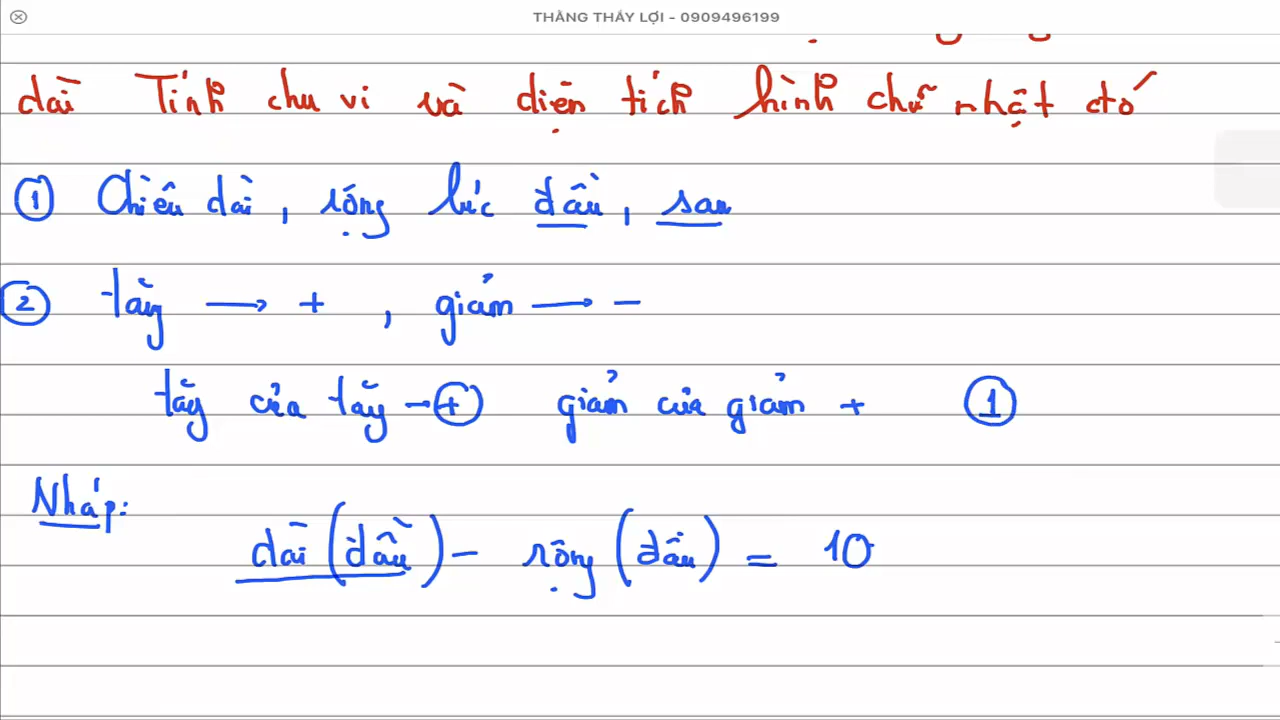 THẰNG THẦY LỢI - 0909496199
dài Tính chu vi và diện tích hình chữ nhật đó
① Chiều dài, rộng lúc đầu, sau
② tăng → + , giảm → -
tăng của tăng → + giảm của giảm + ①
Nháp:
dài (đầu) - rộng (đầu) = 10